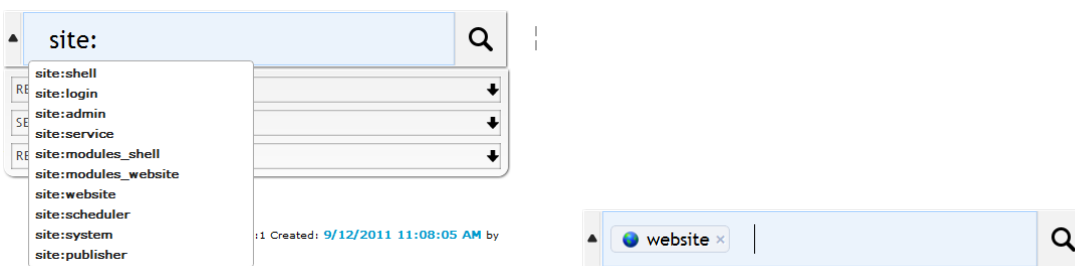 site:
site:shell
RE
site:login
site:admin
SE
site:service
RE
site:modules_shell
site:modules_website
site:website
site:scheduler
site:system
:1 Created: 9/12/2011 11:08:05 AM by
site:publisher
website ×